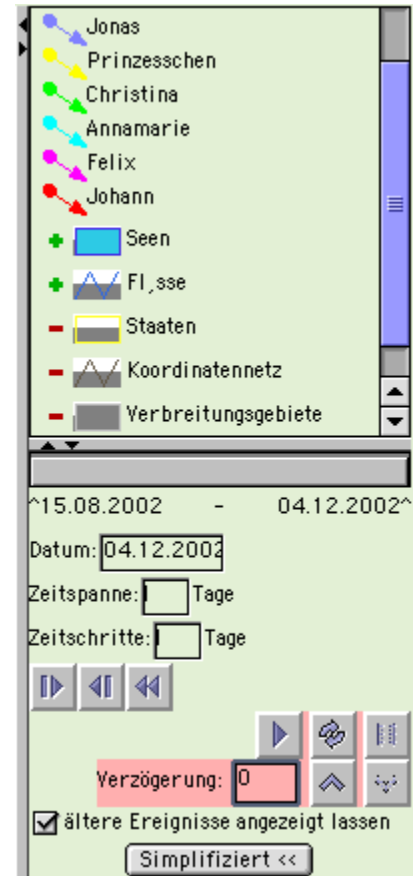 Jonas
Prinzesschen
Christina
Annamarie
Felix
Johann
Seen
Fl‚sse
Staaten
Koordinatennetz
Verbreitungsgebiete
^15.08.2002 - 04.12.2002^
Datum: 04.12.2002
Zeitspanne: Tage
Zeitschritte: Tage
Verzögerung: 0
ältere Ereignisse angezeigt lassen
Simplifiziert <<